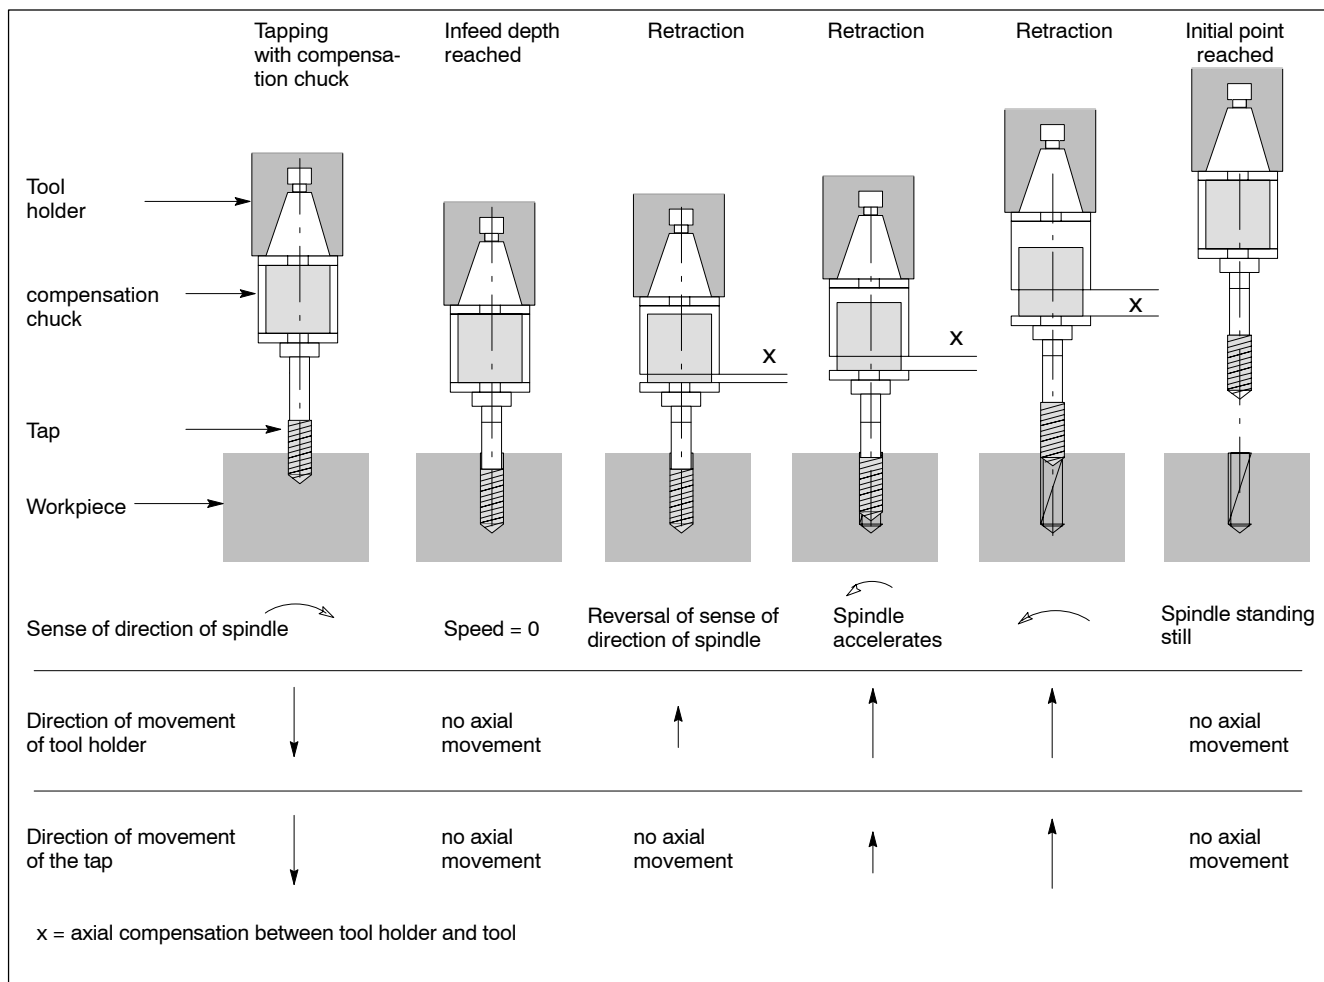 Tapping
with compensa-
tion chuck
Infeed depth
reached
Retraction
Retraction
Retraction
Initial point
reached
Tool
holder
compensation
chuck
x
x
x
Tap
Workpiece
Sense of direction of spindle
Speed = 0
Reversal of sense of
direction of spindle
Spindle
accelerates
Spindle standing
still
Direction of movement
of tool holder
no axial
movement
no axial
movement
Direction of movement
of the tap
no axial
movement
no axial
movement
no axial
movement
x = axial compensation between tool holder and tool